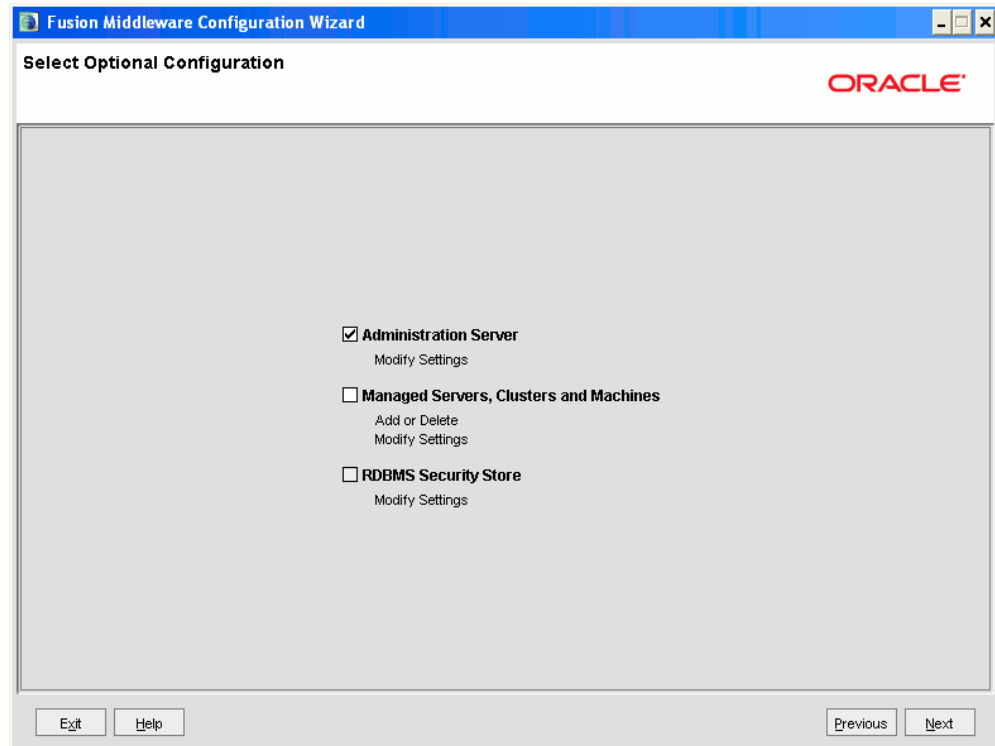 Fusion Middleware Configuration Wizard
Select Optional Configuration
ORACLE
Administration Server
Modify Settings
Managed Servers, Clusters and Machines
Add or Delete
Modify Settings
RDBMS Security Store
Modify Settings
Exit Help Previous Next